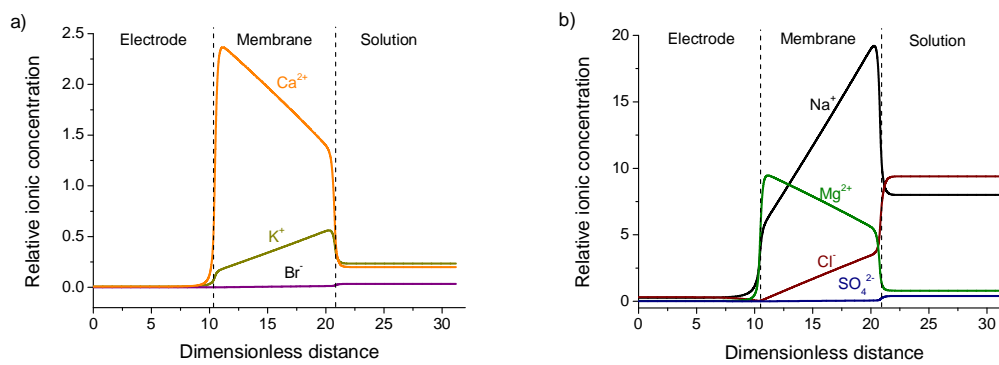 a)
Electrode Membrane Solution
Ca²⁺
K⁺
Br⁻
Relative ionic concentration
2.5
2.0
1.5
1.0
0.5
0.0
0 5 10 15 20 25 30
Dimensionless distance
b)
Electrode Membrane Solution
Na⁺
Mg²⁺
Cl⁻
SO₄²⁻
Relative ionic concentration
20
15
10
5
0
0 5 10 15 20 25 30
Dimensionless distance